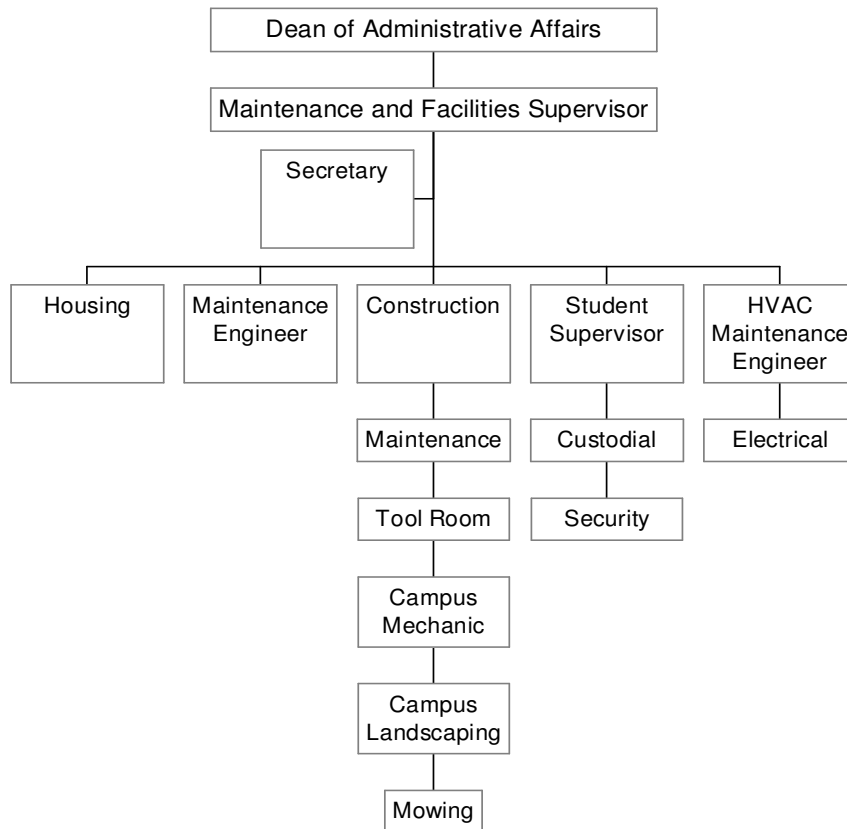 Dean of Administrative Affairs
Maintenance and Facilities Supervisor
Secretary
Housing
Maintenance
Engineer
Construction
Student
Supervisor
HVAC
Maintenance
Engineer
Maintenance
Custodial
Electrical
Tool Room
Security
Campus
Mechanic
Campus
Landscaping
Mowing